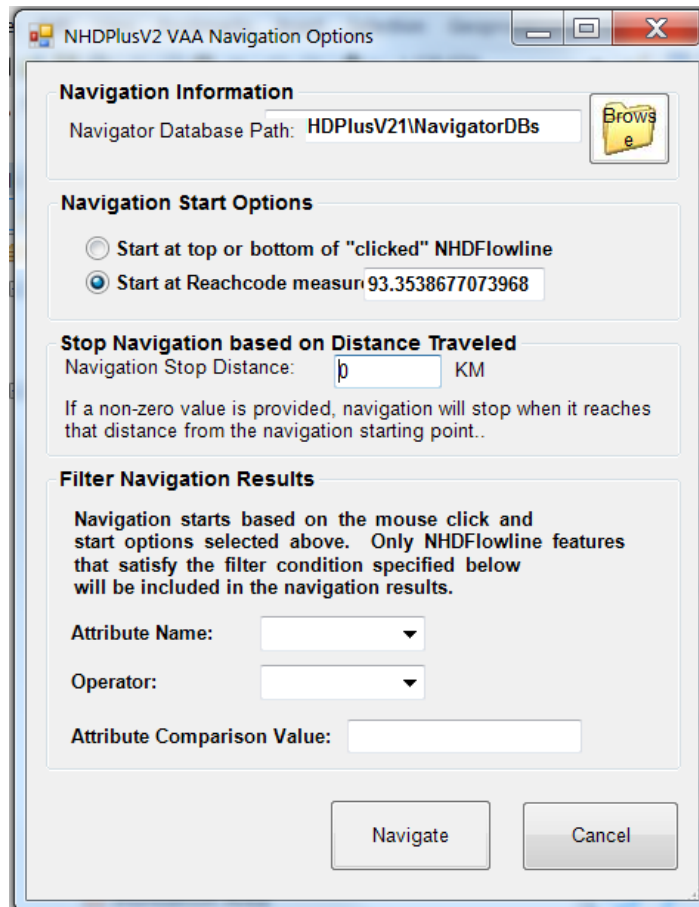 NHDPlusV2 VAA Navigation Options
Navigation Information
Navigator Database Path: HDPlusV21\NavigatorDBs
Brows
e
Navigation Start Options
Start at top or bottom of "clicked" NHDFlowline
Start at Reachcode measur 93.3538677073968
Stop Navigation based on Distance Traveled
Navigation Stop Distance: 0 KM
If a non-zero value is provided, navigation will stop when it reaches
that distance from the navigation starting point..
Filter Navigation Results
Navigation starts based on the mouse click and
start options selected above. Only NHDFlowline features
that satisfy the filter condition specified below
will be included in the navigation results.
Attribute Name:
Operator:
Attribute Comparison Value:
Navigate Cancel